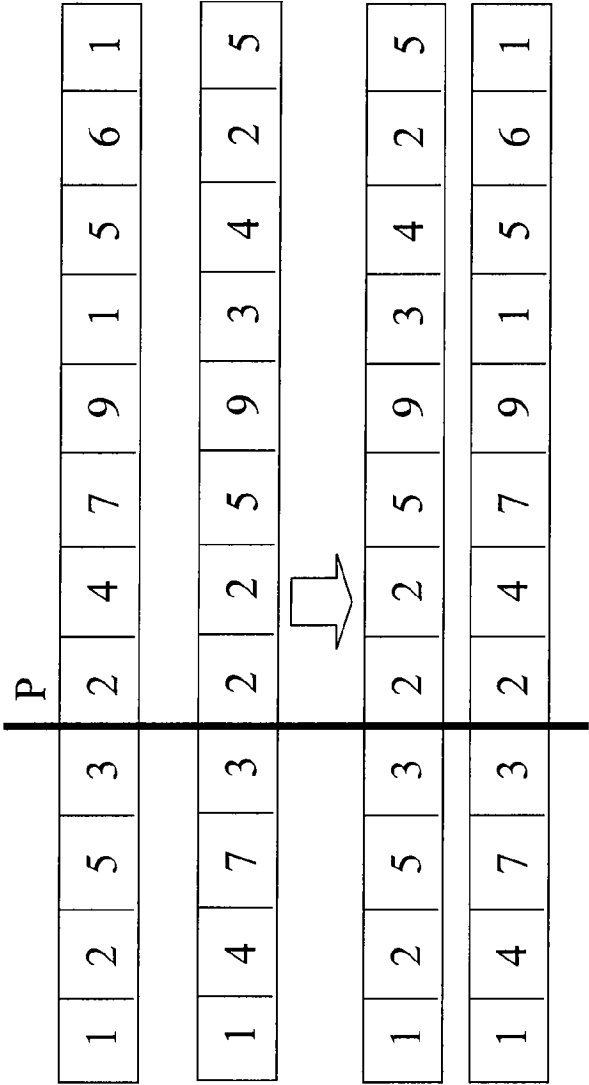 P
1 2 5 3 2 4 7 9 1 5 6 1
1 4 7 3 2 2 5 9 3 4 2 5
1 2 5 3 2 2 5 9 3 4 2 5
1 4 7 3 2 4 7 9 1 5 6 1